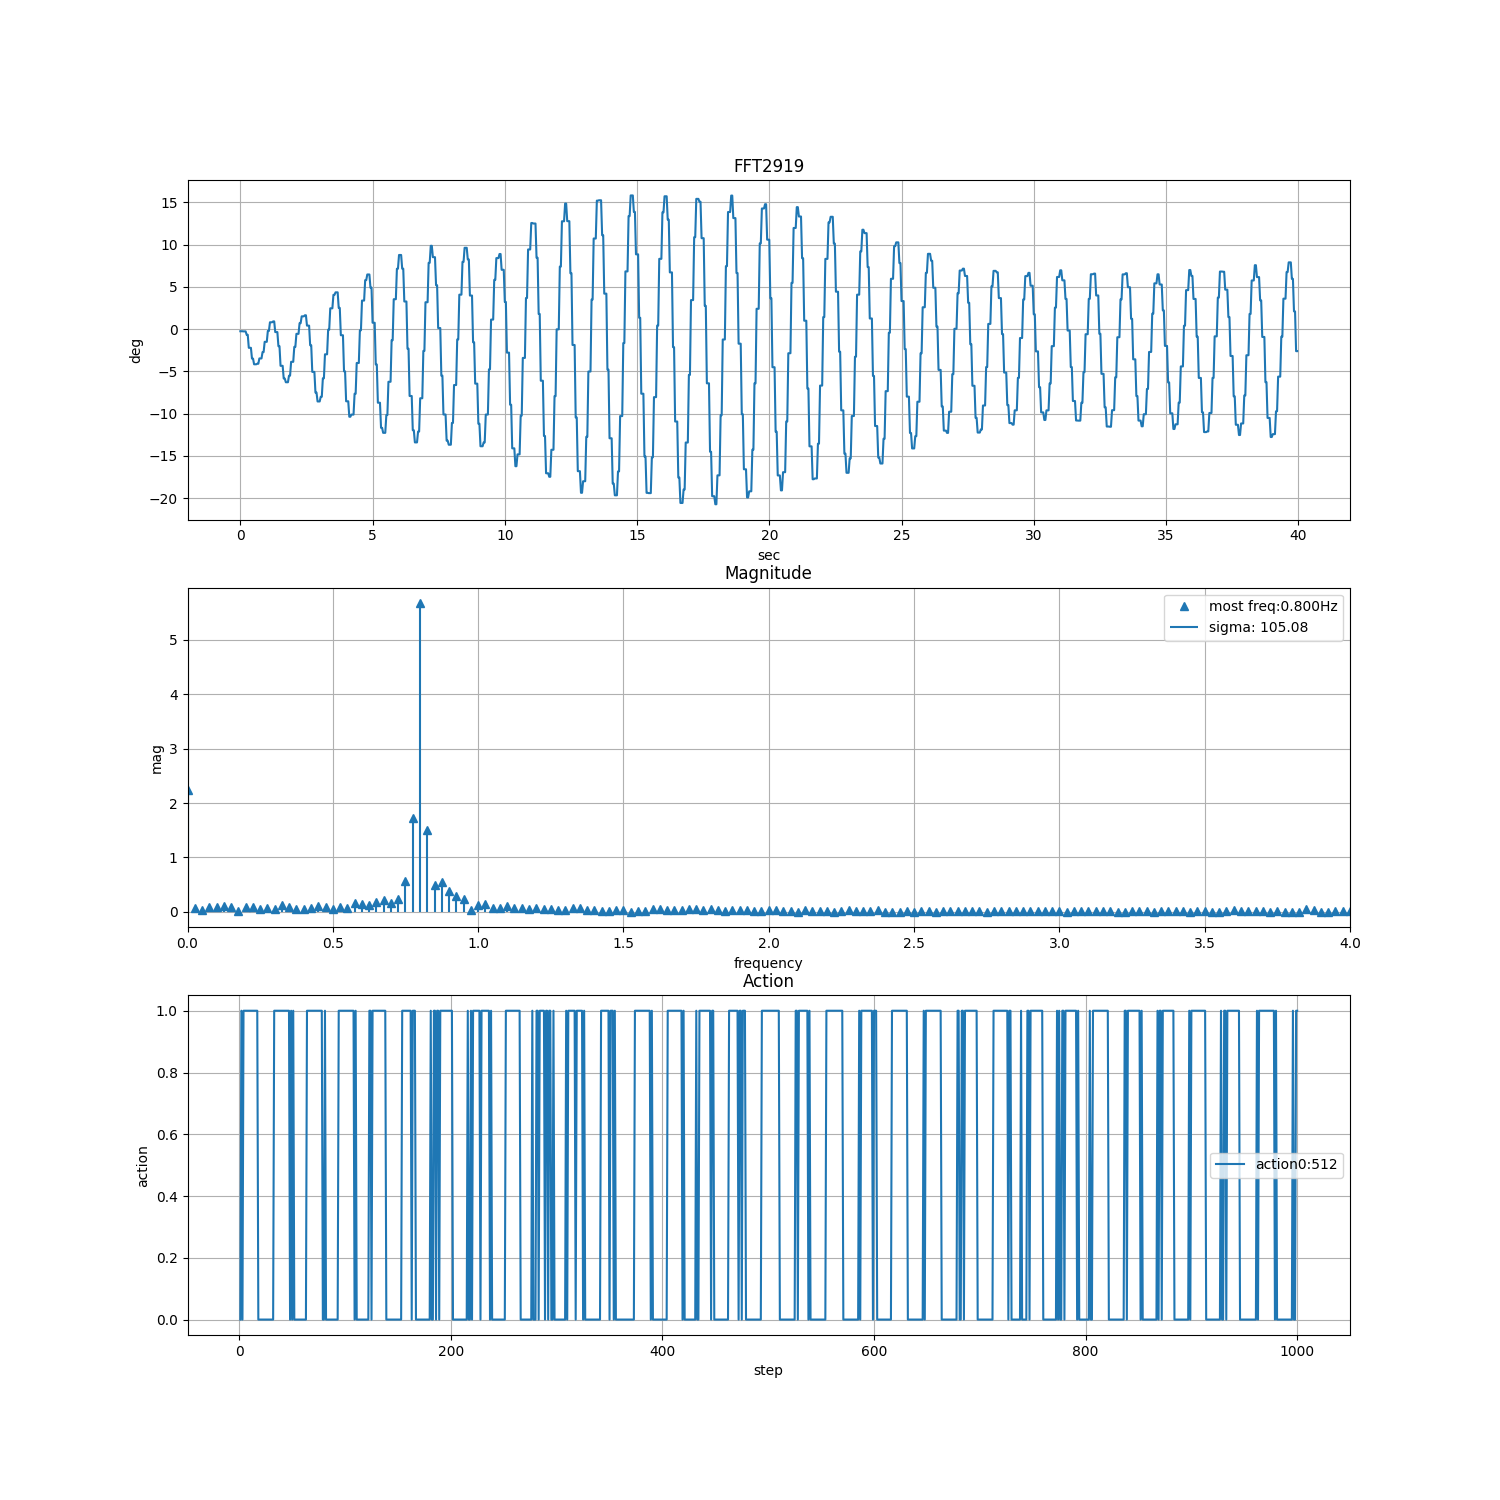 FFT2919
15
10
5
0
−5
−10
−15
−20
deg
0 5 10 15 20 25 30 35 40
sec
Magnitude
most freq:0.800Hz
sigma: 105.08
5
4
3
2
1
0
mag
0.0 0.5 1.0 1.5 2.0 2.5 3.0 3.5 4.0
frequency
Action
1.0
0.8
0.6
0.4
0.2
0.0
action
action0:512
0 200 400 600 800 1000
step